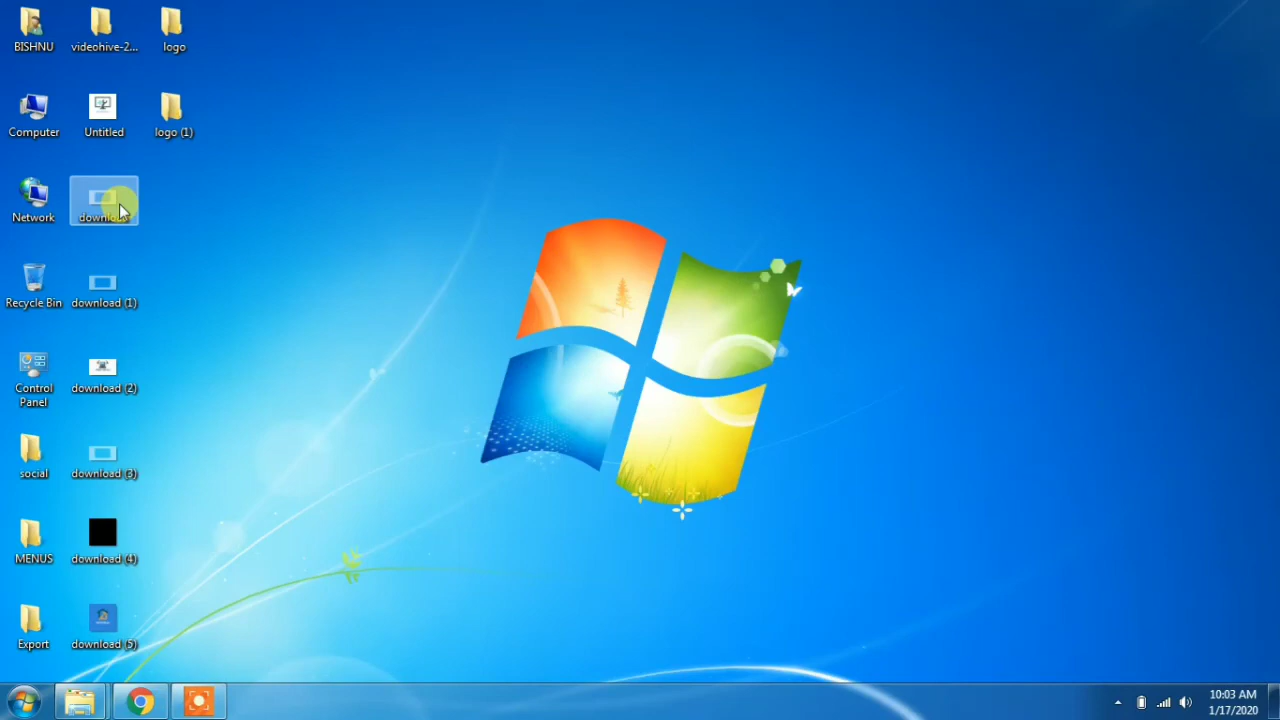 BISHNU
videohive-2...
logo
Computer
Untitled
logo (1)
Network
download
Recycle Bin
download (1)
Control
Panel
download (2)
social
download (3)
MENUS
download (4)
Export
download (5)
10:03 AM
1/17/2020